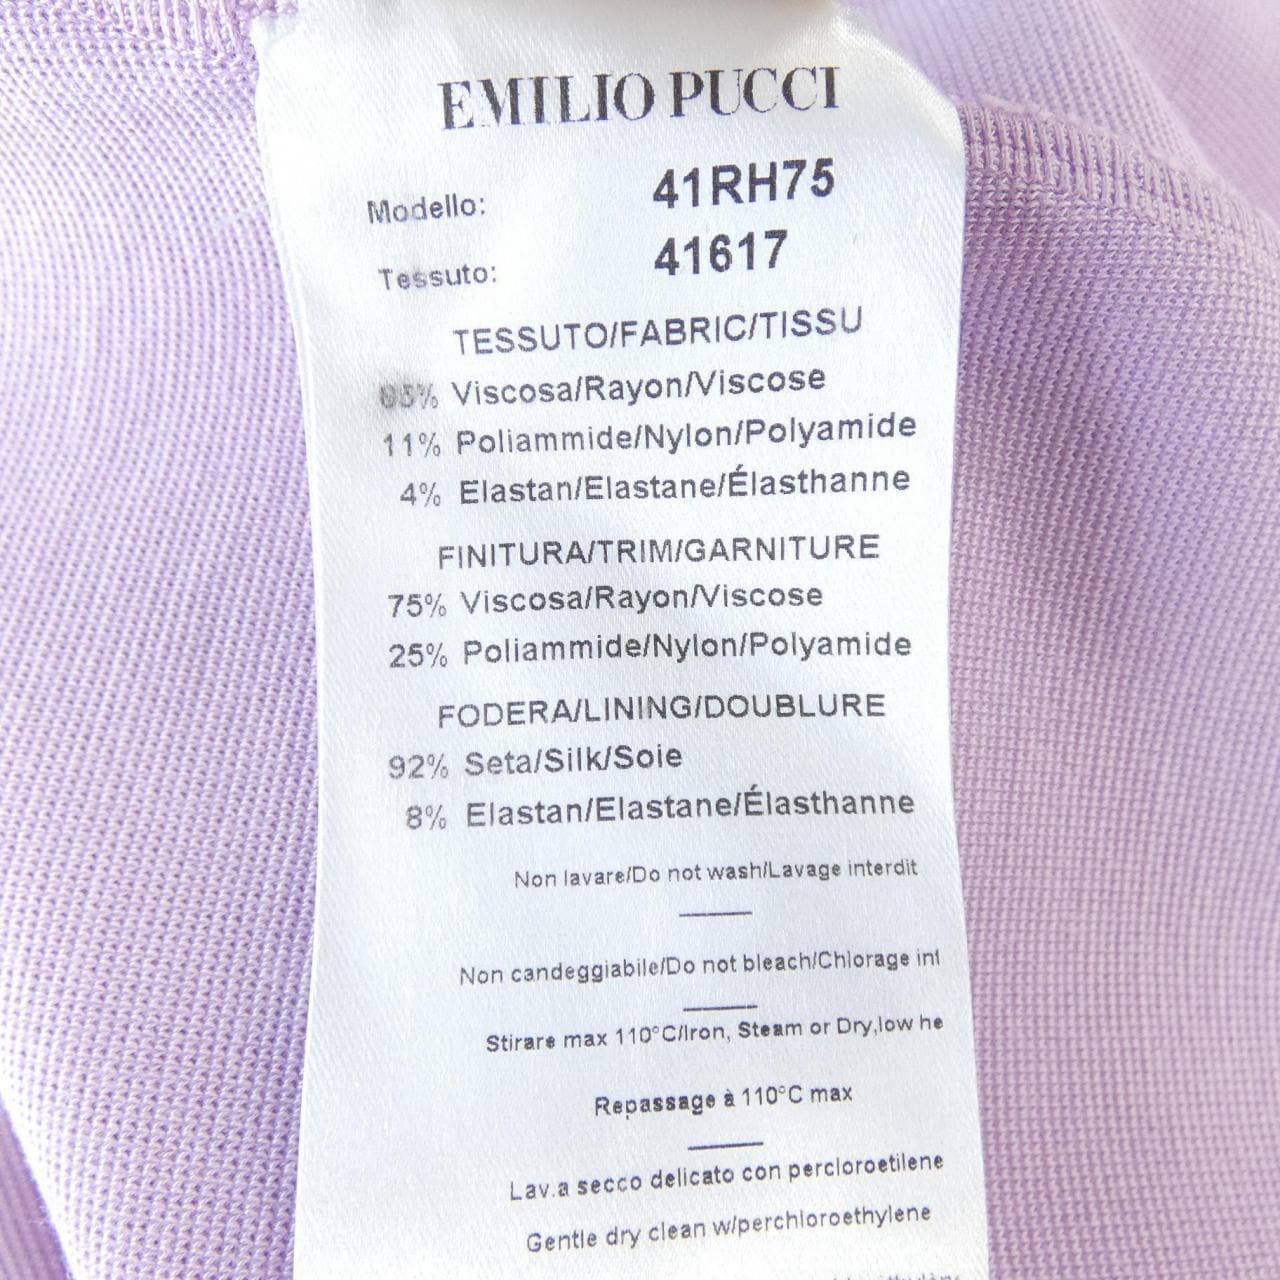 EMILIO PUCCI
Modello: 41RH75
Tessuto: 41617
TESSUTO/FABRIC/TISSU
Viscosa/Rayon/Viscose
11% Poliammide/Nylon/Polyamide
4% Elastan/Elastane/Élasthanne
FINITURA/TRIM/GARNITURE
75% Viscosa/Rayon/Viscose
25% Poliammide/Nylon/Polyamide
FODERA/LINING/DOUBLURE
92% Seta/Silk/Soie
8% Elastan/Elastane/Élasthanne
Non lavare/Do not wash/Lavage interdit
Non candeggiabile/Do not bleach/Chlorage int
Stirare max 110°C/Iron, Steam or Dry,low he
Repassage à 110°C max
Lav.a secco delicato con percloroetilene
Gentle dry clean w/perchloroethylene